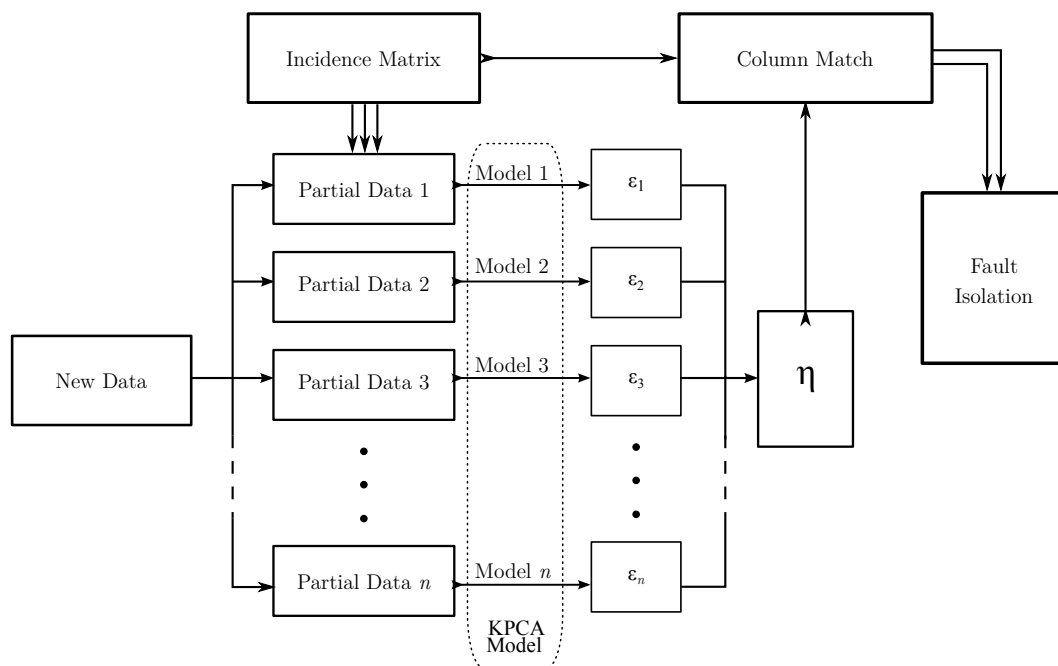 Incidence Matrix
Column Match
Partial Data 1
Model 1
ε1
Partial Data 2
Model 2
ε2
Fault
Isolation
New Data
Partial Data 3
Model 3
ε3
η
Partial Data n
Model n
εn
KPCA
Model